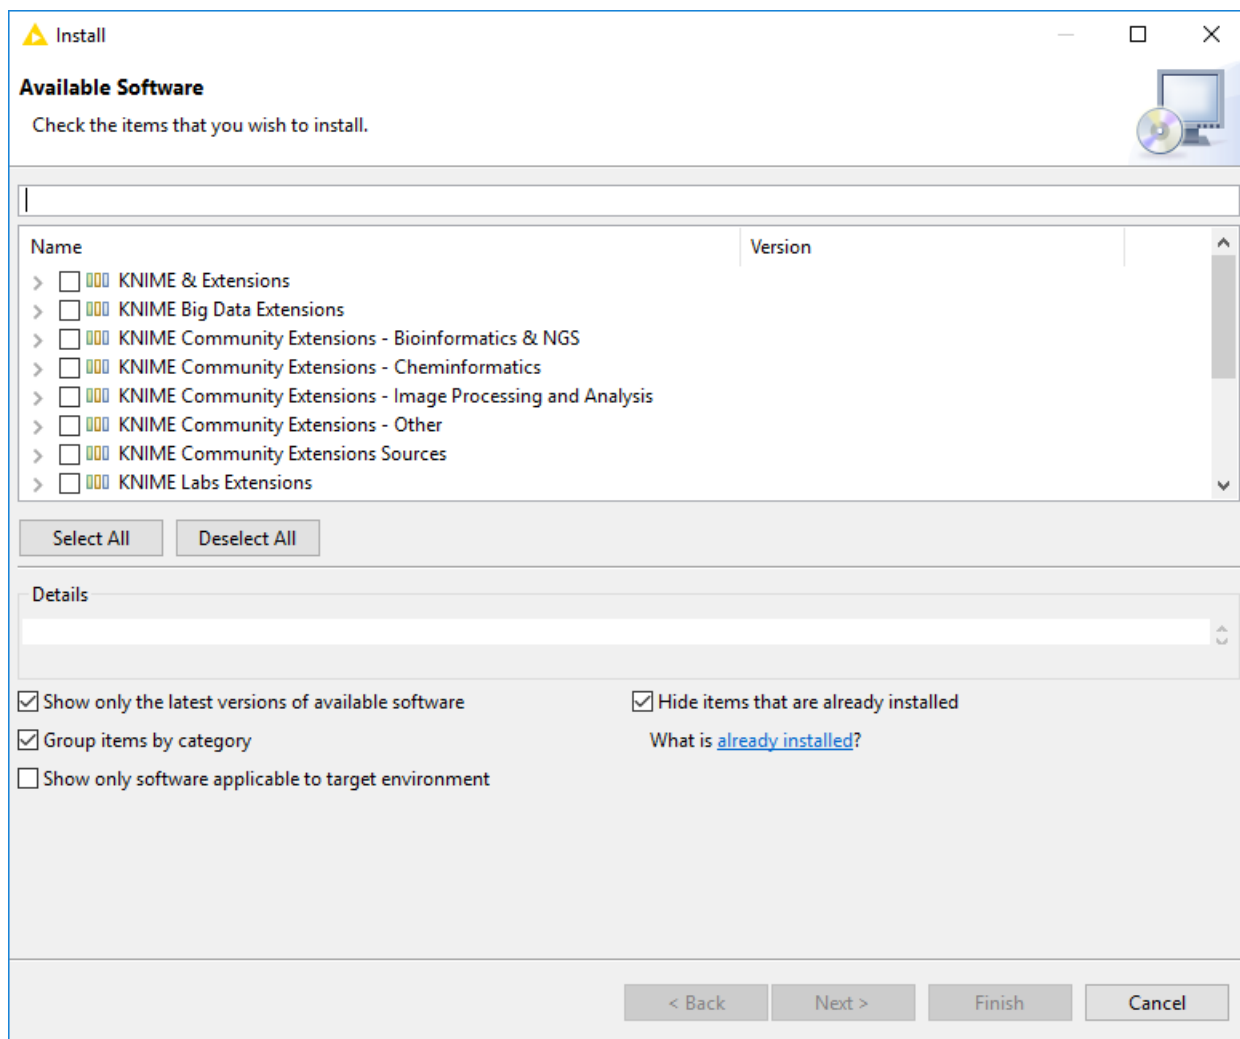 Install
Available Software
Check the items that you wish to install.
Name Version
KNIME & Extensions
KNIME Big Data Extensions
KNIME Community Extensions - Bioinformatics & NGS
KNIME Community Extensions - Cheminformatics
KNIME Community Extensions - Image Processing and Analysis
KNIME Community Extensions - Other
KNIME Community Extensions Sources
KNIME Labs Extensions
Select All Deselect All
Details
Show only the latest versions of available software Hide items that are already installed
Group items by category What is already installed?
Show only software applicable to target environment
< Back Next > Finish Cancel